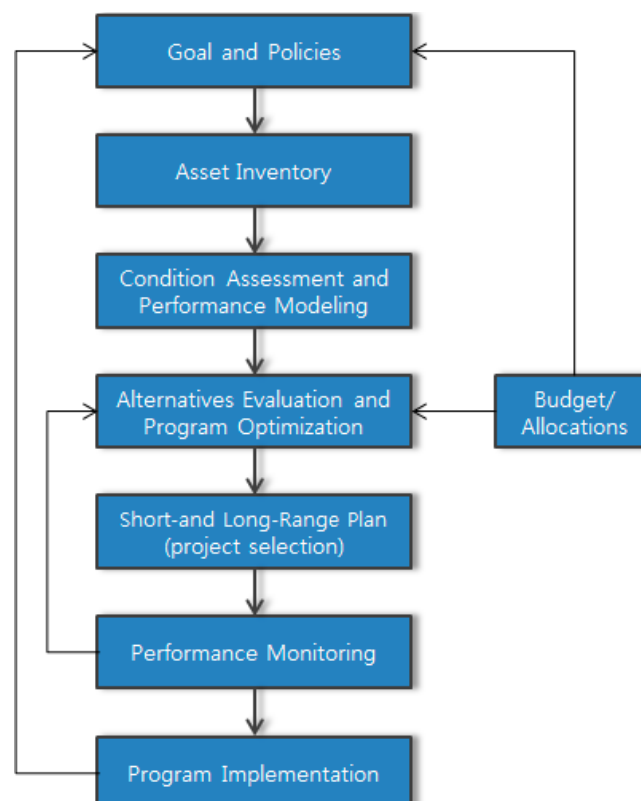 Goal and Policies
Asset Inventory
Condition Assessment and
Performance Modeling
Alternatives Evaluation and
Program Optimization
Budget/
Allocations
Short-and Long-Range Plan
(project selection)
Performance Monitoring
Program Implementation